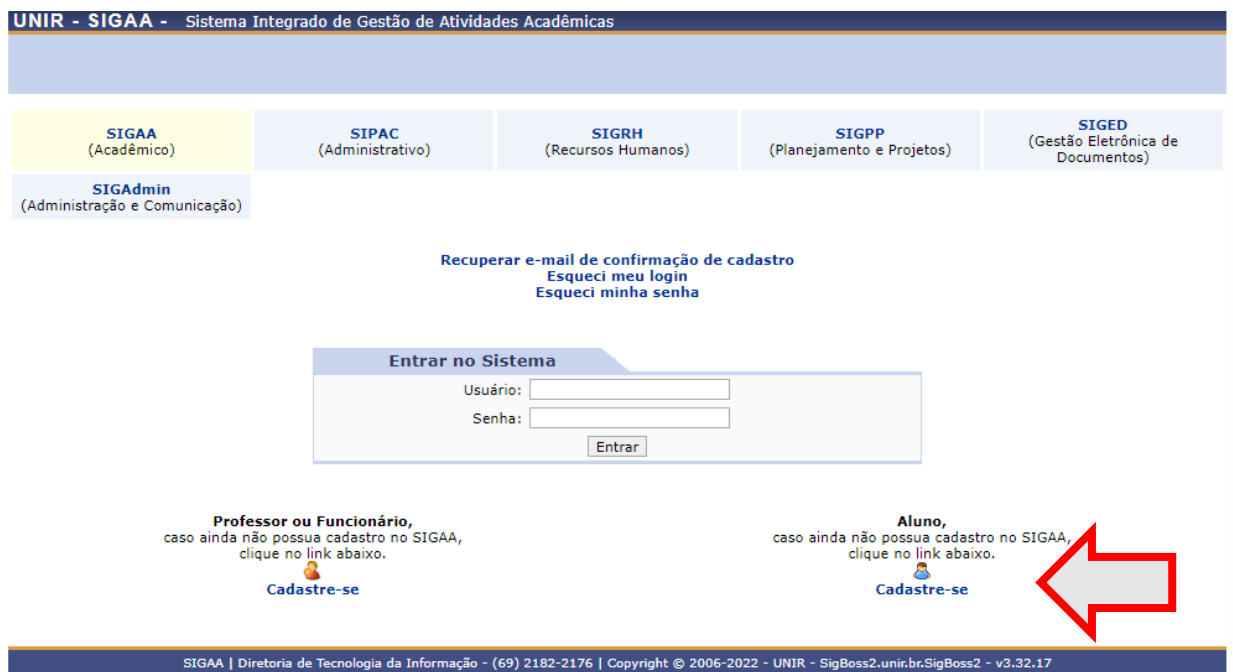 UNIR - SIGAA - Sistema Integrado de Gestão de Atividades Acadêmicas
SIGAA
(Acadêmico)
SIPAC
(Administrativo)
SIGRH
(Recursos Humanos)
SIGPP
(Planejamento e Projetos)
SIGED
(Gestão Eletrônica de
Documentos)
SIGAdmin
(Administração e Comunicação)
Recuperar e-mail de confirmação de cadastro
Esqueci meu login
Esqueci minha senha
Entrar no Sistema
Usuário:
Senha:
Entrar
Professor ou Funcionário,
caso ainda não possua cadastro no SIGAA,
clique no link abaixo.
Cadastre-se
Aluno,
caso ainda não possua cadastro no SIGAA,
clique no link abaixo.
Cadastre-se
SIGAA | Diretoria de Tecnologia da Informação - (69) 2182-2176 | Copyright © 2006-2022 - UNIR - SigBoss2.unir.br.SigBoss2 - v3.32.17